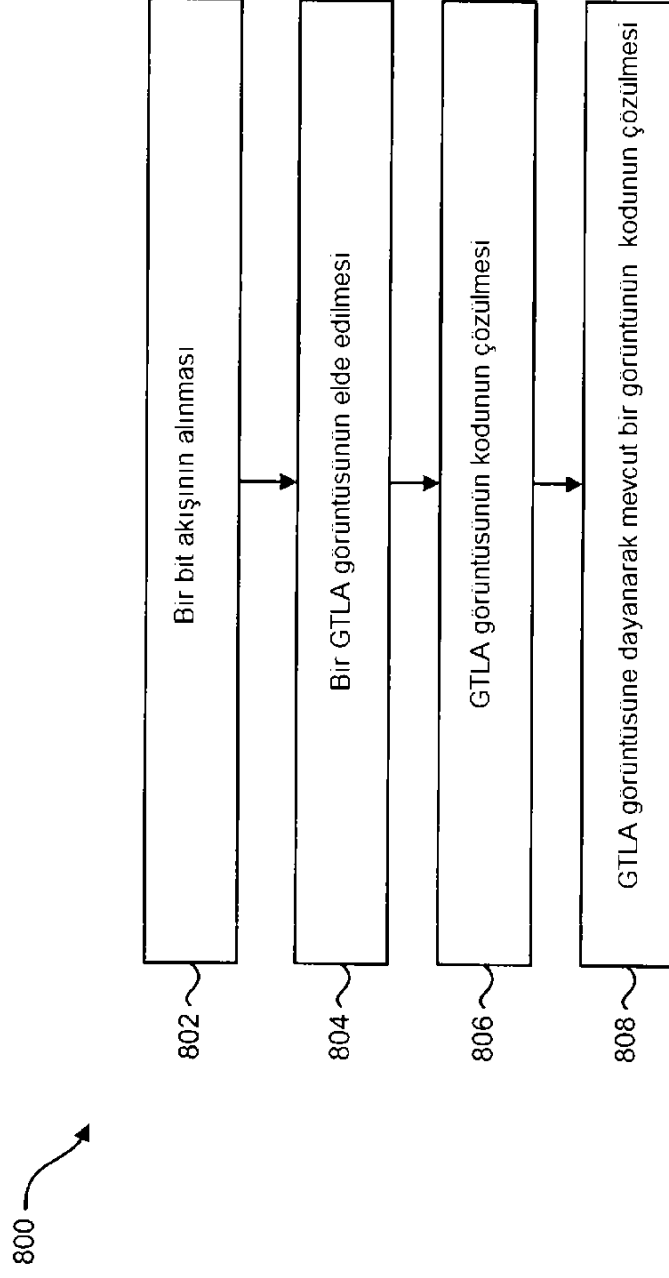 800
802
Bir bit akışının alınması
804
Bir GTLA görüntüsünün elde edilmesi
806
GTLA görüntüsünün kodunun çözülmesi
808
GTLA görüntüsüne dayanarak mevcut bir görüntünün kodunun çözülmesi